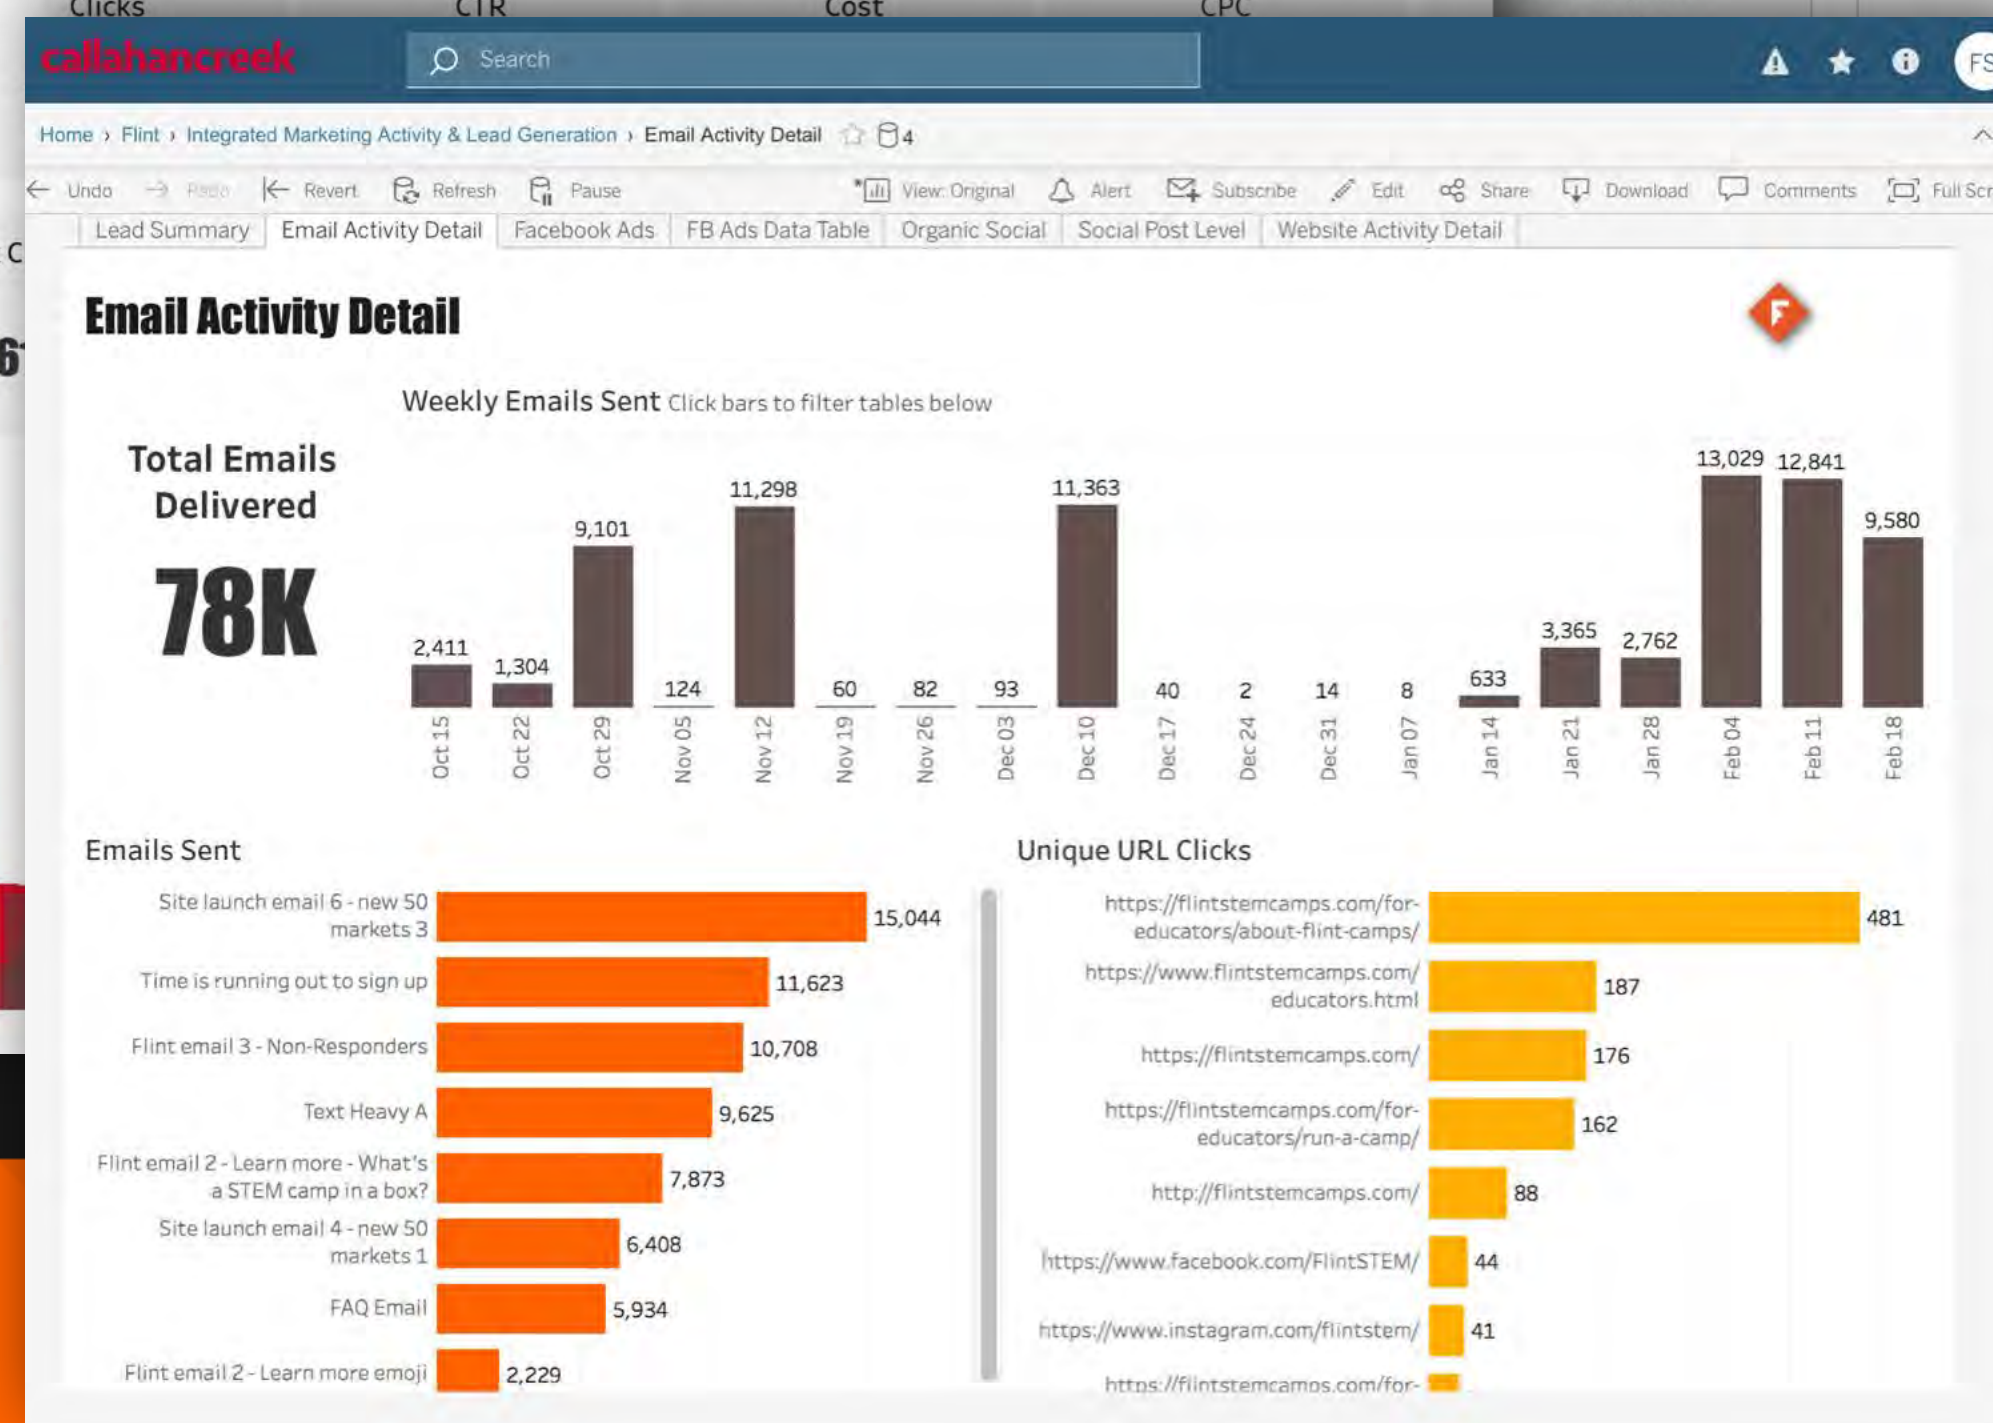 Clicks CTR Cost CPC
callahancreek Search FS
Home › Flint › Integrated Marketing Activity & Lead Generation › Email Activity Detail 4
Undo Redo Revert Refresh Pause View: Original Alert Subscribe Edit Share Download Comments Full Scr
Lead Summary Email Activity Detail Facebook Ads FB Ads Data Table Organic Social Social Post Level Website Activity Detail
C
Email Activity Detail
F
6
Weekly Emails Sent Click bars to filter tables below
Total Emails
Delivered
78K
2,411 1,304 9,101 124 11,298 60 82 93 11,363 40 2 14 8 633 3,365 2,762 13,029 12,841 9,580
Oct 15 Oct 22 Oct 29 Nov 05 Nov 12 Nov 19 Nov 26 Dec 03 Dec 10 Dec 17 Dec 24 Dec 31 Jan 07 Jan 14 Jan 21 Jan 28 Feb 04 Feb 11 Feb 18
Emails Sent
Site launch email 6 - new 50
markets 3
15,044
Time is running out to sign up 11,623
Flint email 3 - Non-Responders 10,708
Text Heavy A 9,625
Flint email 2 - Learn more - What's
a STEM camp in a box?
7,873
Site launch email 4 - new 50
markets 1
6,408
FAQ Email 5,934
Flint email 2 - Learn more emoji 2,229
Unique URL Clicks
https://flintstemcamps.com/for-
educators/about-flint-camps/
481
https://www.flintstemcamps.com/
educators.html
187
https://flintstemcamps.com/ 176
https://flintstemcamps.com/for-
educators/run-a-camp/
162
http://flintstemcamps.com/ 88
https://www.facebook.com/FlintSTEM/ 44
https://www.instagram.com/flintstem/ 41
https://flintstemcamps.com/for-